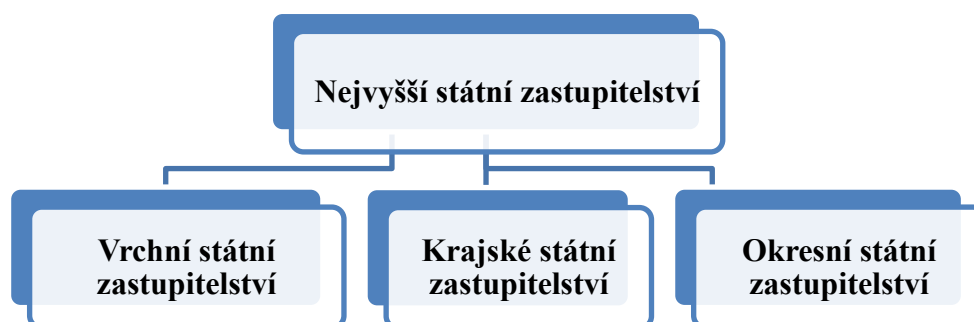 Nejvyšší státní zastupitelství
Vrchní státní
zastupitelství
Krajské státní
zastupitelství
Okresní státní
zastupitelství